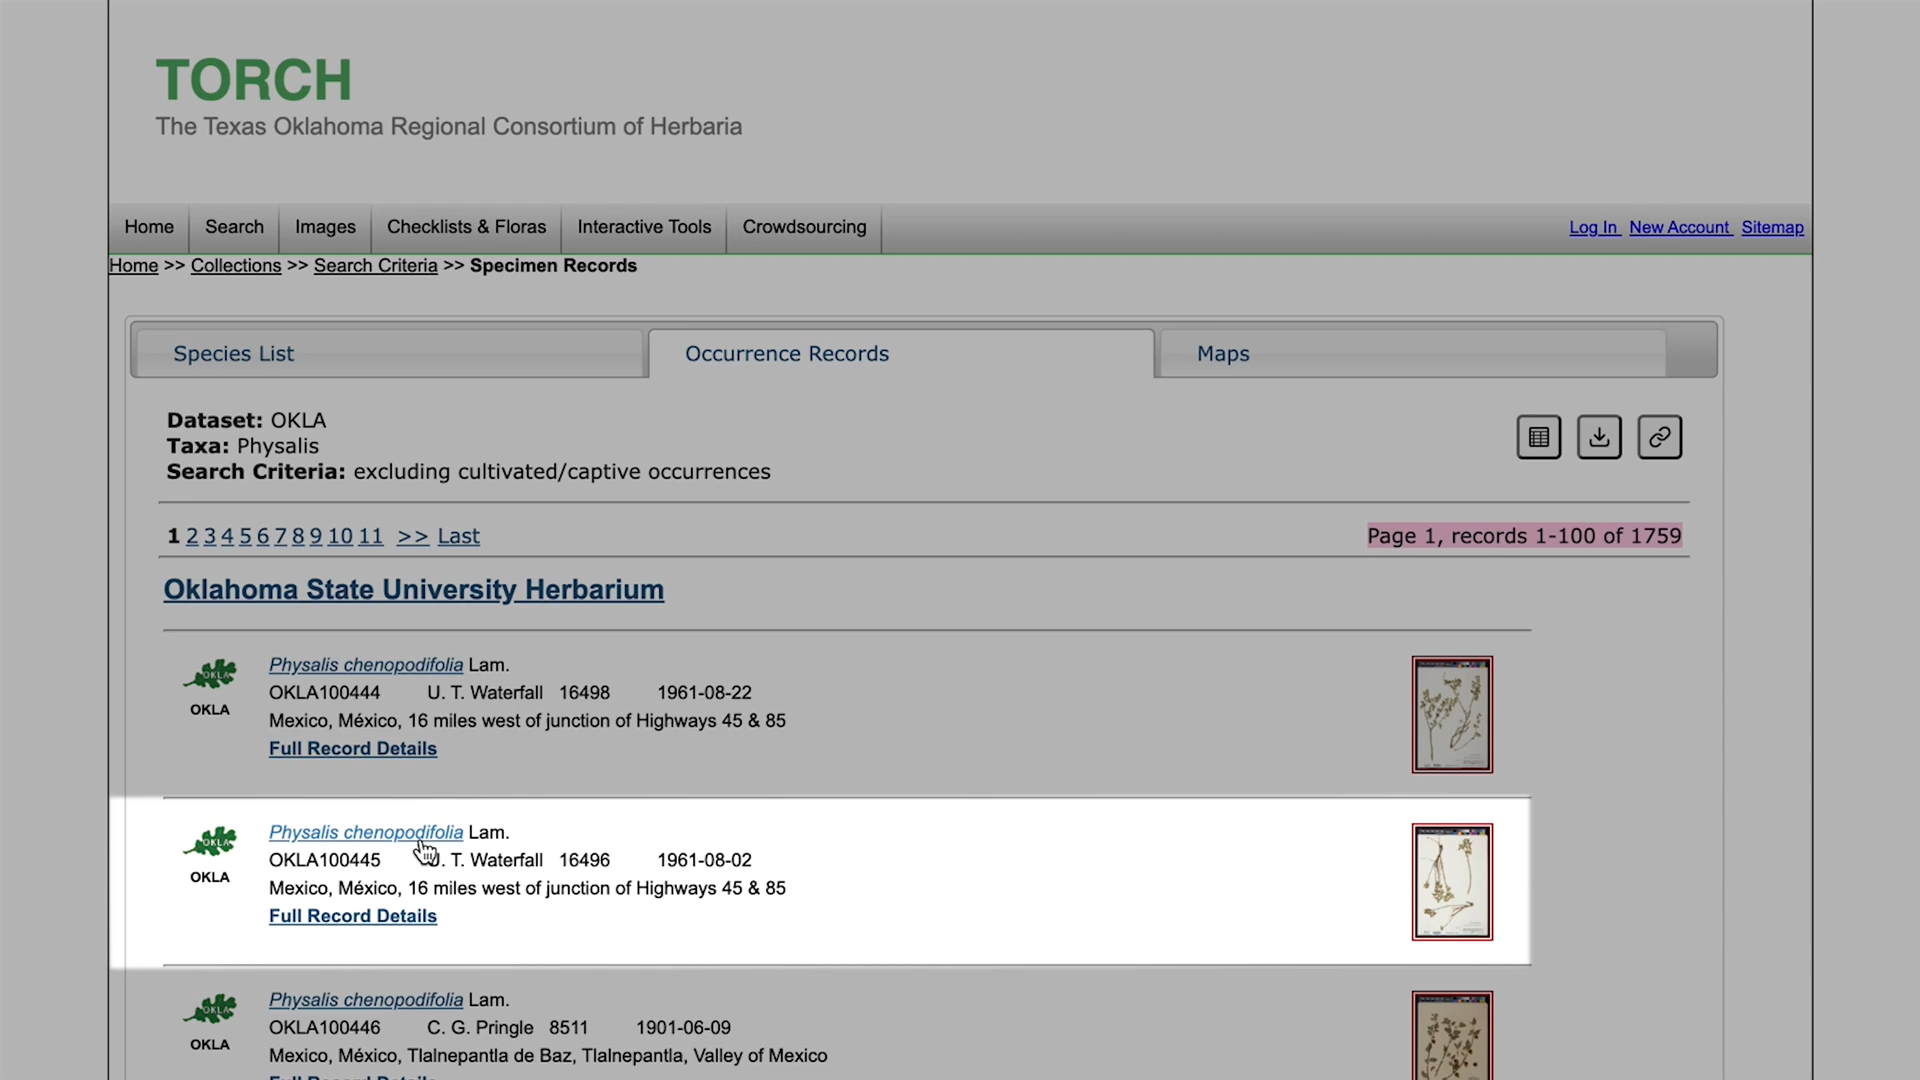 TORCH
The Texas Oklahoma Regional Consortium of Herbaria
Home Search Images Checklists & Floras Interactive Tools Crowdsourcing Log In New Account Sitemap
Home >> Collections >> Search Criteria >> Specimen Records
Species List Occurrence Records Maps
Dataset: OKLA
Taxa: Physalis
Search Criteria: excluding cultivated/captive occurrences
1 2 3 4 5 6 7 8 9 10 11 >> Last Page 1, records 1-100 of 1759
Oklahoma State University Herbarium
OKLA
Physalis chenopodifolia Lam.
OKLA100444 U. T. Waterfall 16498 1961-08-22
OKLA
Mexico, México, 16 miles west of junction of Highways 45 & 85
Full Record Details
OKLA
Physalis chenopodifolia Lam.
OKLA100445 U. T. Waterfall 16496 1961-08-02
OKLA
Mexico, México, 16 miles west of junction of Highways 45 & 85
Full Record Details
OKLA
Physalis chenopodifolia Lam.
OKLA100446 C. G. Pringle 8511 1901-06-09
OKLA
Mexico, México, Tlalnepantla de Baz, Tlalnepantla, Valley of Mexico
Full Record Details